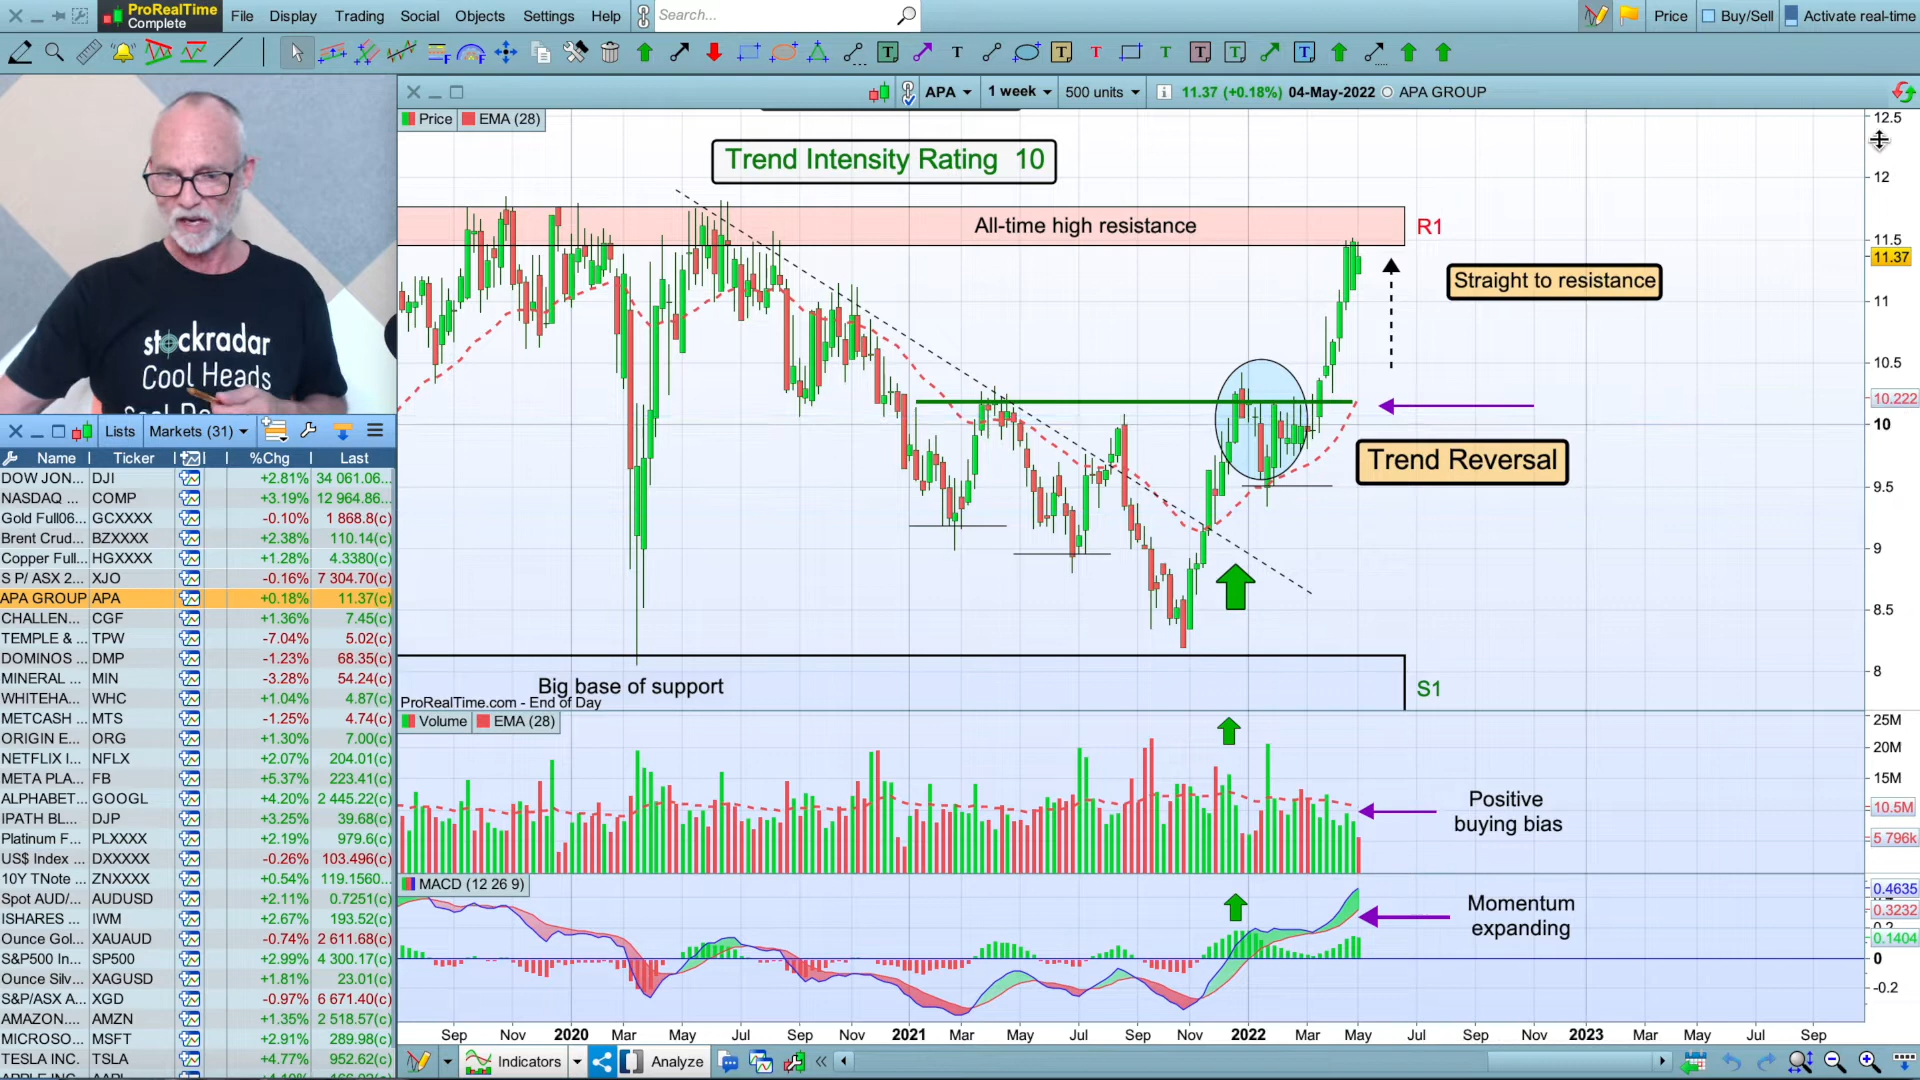 ProRealTime
Complete
File Display Trading Social Objects Settings Help
Search...
Price Buy/Sell Activate real-time
APA 1 week 500 units 11.37 (+0.18%) 04-May-2022 APA GROUP
Price EMA (28)
Trend Intensity Rating 10
All-time high resistance
R1
Straight to resistance
Trend Reversal
Big base of support
S1
ProRealTime.com - End of Day
12.5
12
11.5
11.37
11
10.5
10.222
10
9.5
9
8.5
8
Volume EMA (28)
25M
20M
15M
10.5M
5 796k
Positive
buying bias
MACD (12 26 9)
Momentum
expanding
0.4635
0.3232
0.1404
0
-0.2
Sep Nov 2020 Mar May Jul Sep Nov 2021 Mar May Jul Sep Nov 2022 Mar May Jul Sep Nov 2023 Mar May Jul Sep
Indicators Analyze
stockradar
Cool Heads
Lists Markets (31)
Name Ticker %Chg Last
DOW JON... DJI +2.81% 34 061.06...
NASDAQ ... COMP +3.19% 12 964.86...
Gold Full06... GCXXXX -0.10% 1 868.8(c)
Brent Crud... BZXXXX +2.38% 110.14(c)
Copper Full... HGXXXX +1.28% 4.3380(c)
S P/ ASX 2... XJO -0.16% 7 304.70(c)
APA GROUP APA +0.18% 11.37(c)
CHALLEN... CGF +1.36% 7.45(c)
TEMPLE & ... TPW -7.04% 5.02(c)
DOMINOS ... DMP -1.23% 68.35(c)
MINERAL ... MIN -3.28% 54.24(c)
WHITEHA... WHC +1.04% 4.87(c)
METCASH ... MTS -1.25% 4.74(c)
ORIGIN E... ORG +1.30% 7.00(c)
NETFLIX I... NFLX +2.07% 204.01(c)
META PLA... FB +5.37% 223.41(c)
ALPHABET... GOOGL +4.20% 2 445.22(c)
IPATH BL... DJP +3.25% 39.68(c)
Platinum F... PLXXXX +2.19% 979.6(c)
US$ Index ... DXXXXX -0.26% 103.496(c)
10Y TNote ... ZNXXXX +0.54% 119.1560...
Spot AUD/... AUDUSD +2.11% 0.7251(c)
ISHARES ... IWM +2.67% 193.52(c)
Ounce Gol... XAUAUD -0.74% 2 611.68(c)
S&P500 In... SP500 +2.99% 4 300.17(c)
Ounce Silv... XAGUSD +1.81% 23.01(c)
S&P/ASX A... XGD -0.97% 6 671.40(c)
AMAZON.... AMZN +1.35% 2 518.57(c)
MICROSO... MSFT +2.91% 289.98(c)
TESLA INC. TSLA +4.77% 952.62(c)